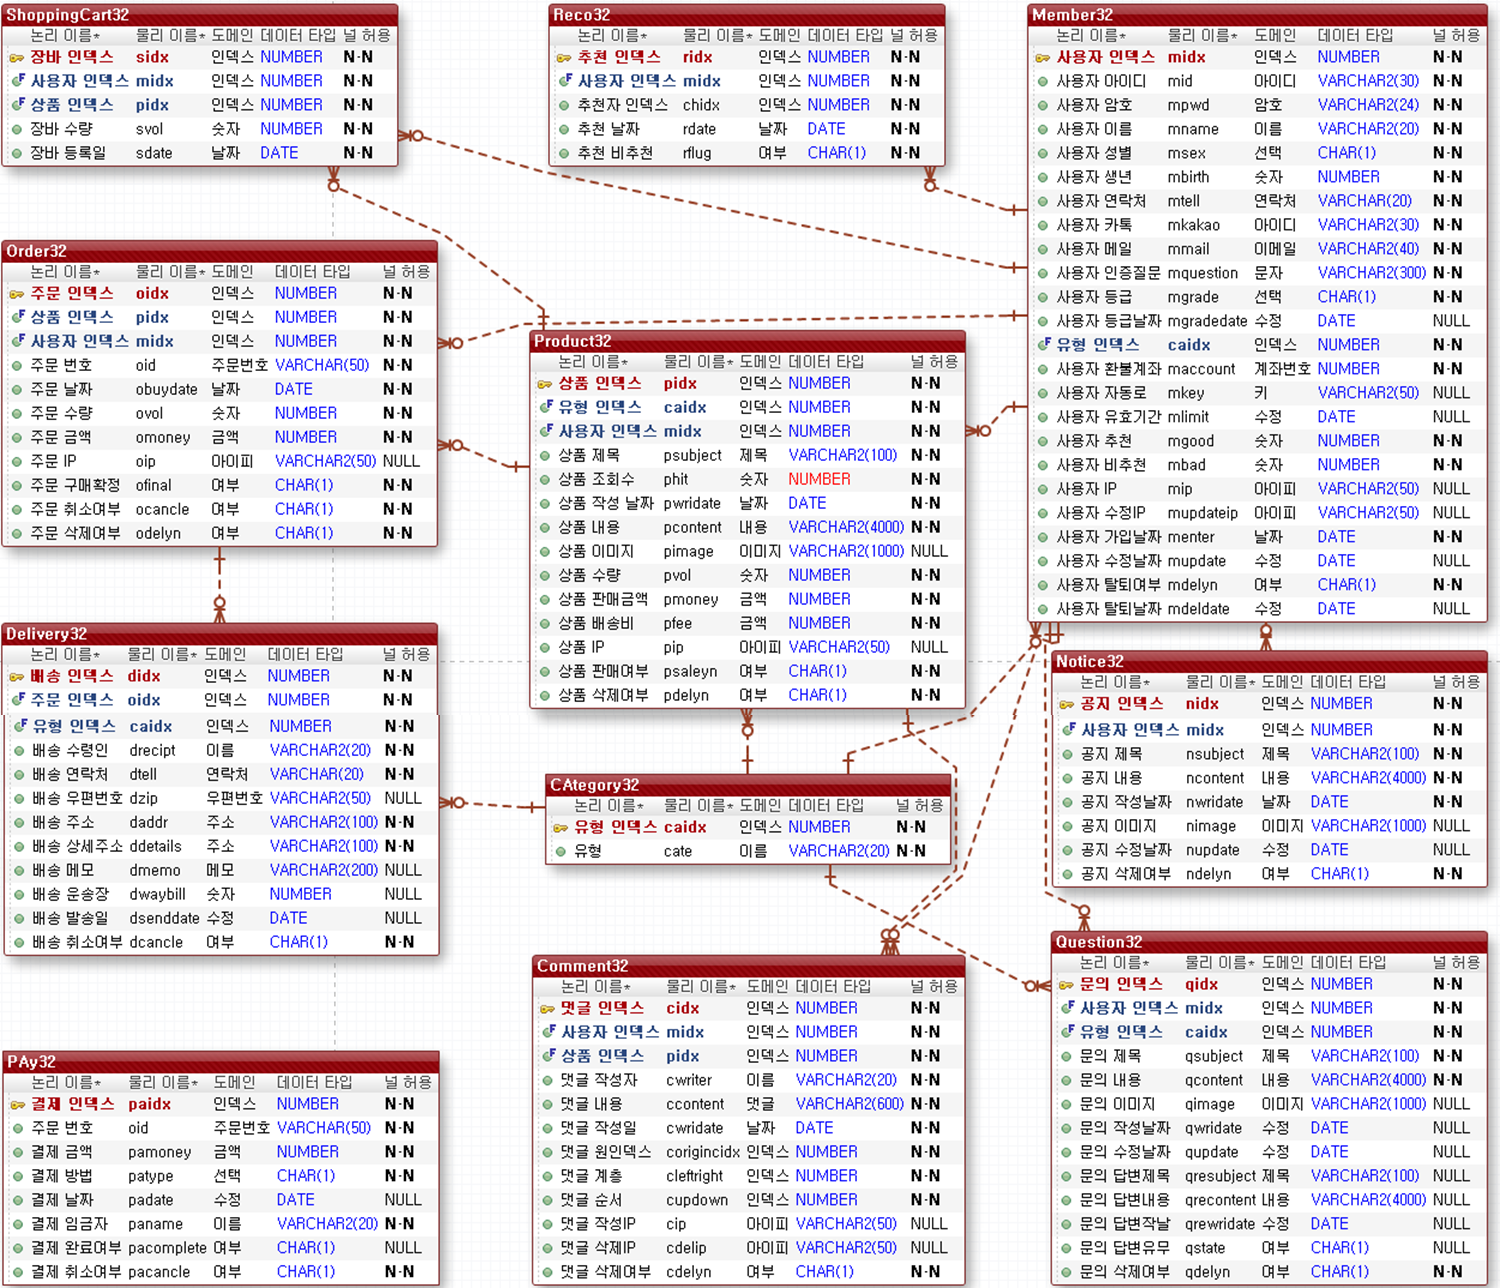 ShoppingCart32
논리 이름* 물리 이름* 도메인 데이터 타입 널 허용
장바 인덱스 sidx 인덱스 NUMBER N-N
사용자 인덱스 midx 인덱스 NUMBER N-N
상품 인덱스 pidx 인덱스 NUMBER N-N
장바 수량 svol 숫자 NUMBER N-N
장바 등록일 sdate 날짜 DATE N-N
Reco32
논리 이름* 물리 이름* 도메인 데이터 타입 널 허용
추천 인덱스 ridx 인덱스 NUMBER N-N
사용자 인덱스 midx 인덱스 NUMBER N-N
추천자 인덱스 chidx 인덱스 NUMBER N-N
추천 날짜 rdate 날짜 DATE N-N
추천 비추천 rflug 여부 CHAR(1) N-N
Member32
논리 이름* 물리 이름* 도메인 데이터 타입 널 허용
사용자 인덱스 midx 인덱스 NUMBER N-N
사용자 아이디 mid 아이디 VARCHAR2(30) N-N
사용자 암호 mpwd 암호 VARCHAR2(24) N-N
사용자 이름 mname 이름 VARCHAR2(20) N-N
사용자 성별 msex 선택 CHAR(1) N-N
사용자 생년 mbirth 숫자 NUMBER N-N
사용자 연락처 mtell 연락처 VARCHAR(20) N-N
사용자 카톡 mkakao 아이디 VARCHAR2(30) N-N
사용자 메일 mmail 이메일 VARCHAR2(40) N-N
사용자 인증질문 mquestion 문자 VARCHAR2(300) N-N
사용자 등급 mgrade 선택 CHAR(1) N-N
사용자 등급날짜 mgradedate 수정 DATE NULL
유형 인덱스 caidx 인덱스 NUMBER N-N
사용자 환불계좌 maccount 계좌번호 NUMBER N-N
사용자 자동로 mkey 키 VARCHAR2(50) NULL
사용자 유효기간 mlimit 수정 DATE NULL
사용자 추천 mgood 숫자 NUMBER N-N
사용자 비추천 mbad 숫자 NUMBER N-N
사용자 IP mip 아이피 VARCHAR2(50) NULL
사용자 수정IP mupdateip 아이피 VARCHAR2(50) NULL
사용자 가입날짜 menter 날짜 DATE N-N
사용자 수정날짜 mupdate 수정 DATE NULL
사용자 탈퇴여부 mdelyn 여부 CHAR(1) N-N
사용자 탈퇴날짜 mdeldate 수정 DATE NULL
Order32
논리 이름* 물리 이름* 도메인 데이터 타입 널 허용
주문 인덱스 oidx 인덱스 NUMBER N-N
상품 인덱스 pidx 인덱스 NUMBER N-N
사용자 인덱스 midx 인덱스 NUMBER N-N
주문 번호 oid 주문번호 VARCHAR(50) N-N
주문 날짜 obuydate 날짜 DATE N-N
주문 수량 ovol 숫자 NUMBER N-N
주문 금액 omoney 금액 NUMBER N-N
주문 IP oip 아이피 VARCHAR2(50) NULL
주문 구매확정 ofinal 여부 CHAR(1) N-N
주문 취소여부 ocancle 여부 CHAR(1) N-N
주문 삭제여부 odelyn 여부 CHAR(1) N-N
Product32
논리 이름* 물리 이름* 도메인 데이터 타입 널 허용
상품 인덱스 pidx 인덱스 NUMBER N-N
유형 인덱스 caidx 인덱스 NUMBER N-N
사용자 인덱스 midx 인덱스 NUMBER N-N
상품 제목 psubject 제목 VARCHAR2(100) N-N
상품 조회수 phit 숫자 NUMBER N-N
상품 작성 날짜 pwridate 날짜 DATE N-N
상품 내용 pcontent 내용 VARCHAR2(4000) N-N
상품 이미지 pimage 이미지 VARCHAR2(1000) NULL
상품 수량 pvol 숫자 NUMBER N-N
상품 판매금액 pmoney 금액 NUMBER N-N
상품 배송비 pfee 금액 NUMBER N-N
상품 IP pip 아이피 VARCHAR2(50) NULL
상품 판매여부 psaleyn 여부 CHAR(1) N-N
상품 삭제여부 pdelyn 여부 CHAR(1) N-N
Delivery32
논리 이름* 물리 이름* 도메인 데이터 타입 널 허용
배송 인덱스 didx 인덱스 NUMBER N-N
주문 인덱스 oidx 인덱스 NUMBER N-N
유형 인덱스 caidx 인덱스 NUMBER N-N
배송 수령인 drecipt 이름 VARCHAR2(20) N-N
배송 연락처 dtell 연락처 VARCHAR(20) N-N
배송 우편번호 dzip 우편번호 VARCHAR2(50) NULL
배송 주소 daddr 주소 VARCHAR2(100) N-N
배송 상세주소 ddetails 주소 VARCHAR2(100) N-N
배송 메모 dmemo 메모 VARCHAR2(200) NULL
배송 운송장 dwaybill 숫자 NUMBER NULL
배송 발송일 dsenddate 수정 DATE NULL
배송 취소여부 dcancle 여부 CHAR(1) N-N
Notice32
논리 이름* 물리 이름* 도메인 데이터 타입 널 허용
공지 인덱스 nidx 인덱스 NUMBER N-N
사용자 인덱스 midx 인덱스 NUMBER N-N
공지 제목 nsubject 제목 VARCHAR2(100) N-N
공지 내용 ncontent 내용 VARCHAR2(4000) N-N
공지 작성날짜 nwridate 날짜 DATE N-N
공지 이미지 nimage 이미지 VARCHAR2(1000) NULL
공지 수정날짜 nupdate 수정 DATE NULL
공지 삭제여부 ndelyn 여부 CHAR(1) N-N
CAtegory32
논리 이름* 물리 이름* 도메인 데이터 타입 널 허용
유형 인덱스 caidx 인덱스 NUMBER N-N
유형 cate 이름 VARCHAR2(20) N-N
Comment32
논리 이름* 물리 이름* 도메인 데이터 타입 널 허용
댓글 인덱스 cidx 인덱스 NUMBER N-N
사용자 인덱스 midx 인덱스 NUMBER N-N
상품 인덱스 pidx 인덱스 NUMBER N-N
댓글 작성자 cwriter 이름 VARCHAR2(20) N-N
댓글 내용 ccontent 댓글 VARCHAR2(600) N-N
댓글 작성일 cwridate 날짜 DATE N-N
댓글 원인덱스 corigincidx 인덱스 NUMBER N-N
댓글 계층 cleftright 인덱스 NUMBER N-N
댓글 순서 cupdown 인덱스 NUMBER N-N
댓글 작성IP cip 아이피 VARCHAR2(50) NULL
댓글 삭제IP cdelip 아이피 VARCHAR2(50) NULL
댓글 삭제여부 cdelyn 여부 CHAR(1) N-N
Question32
논리 이름* 물리 이름* 도메인 데이터 타입 널 허용
문의 인덱스 qidx 인덱스 NUMBER N-N
사용자 인덱스 midx 인덱스 NUMBER N-N
유형 인덱스 caidx 인덱스 NUMBER N-N
문의 제목 qsubject 제목 VARCHAR2(100) N-N
문의 내용 qcontent 내용 VARCHAR2(4000) N-N
문의 이미지 qimage 이미지 VARCHAR2(1000) NULL
문의 작성날짜 qwridate 수정 DATE NULL
문의 수정날짜 qupdate 수정 DATE NULL
문의 답변제목 qresubject 제목 VARCHAR2(100) NULL
문의 답변내용 qrecontent 내용 VARCHAR2(4000) NULL
문의 답변작날 qrewridate 수정 DATE NULL
문의 답변유무 qstate 여부 CHAR(1) NULL
문의 삭제여부 qdelyn 여부 CHAR(1) N-N
PAy32
논리 이름* 물리 이름* 도메인 데이터 타입 널 허용
결제 인덱스 paidx 인덱스 NUMBER N-N
주문 번호 oid 주문번호 VARCHAR(50) N-N
결제 금액 pamoney 금액 NUMBER N-N
결제 방법 patype 선택 CHAR(1) N-N
결제 날짜 padate 수정 DATE NULL
결제 입금자 paname 이름 VARCHAR2(20) N-N
결제 완료여부 pacomplete 여부 CHAR(1) NULL
결제 취소여부 pacancle 여부 CHAR(1) N-N